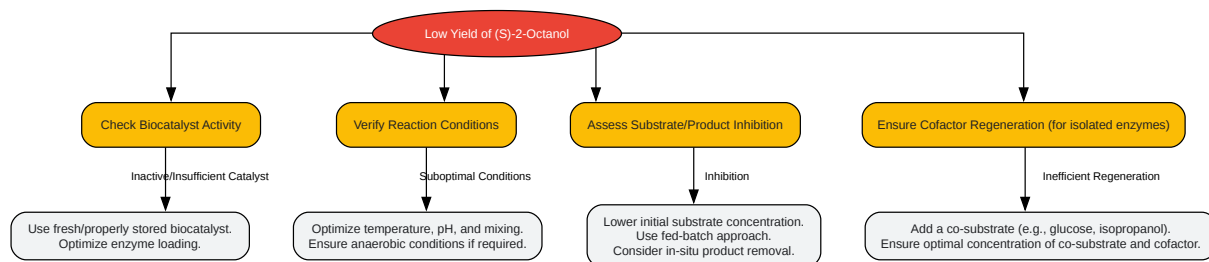 Low Yield of (S)-2-Octanol
Check Biocatalyst Activity
Verify Reaction Conditions
Assess Substrate/Product Inhibition
Ensure Cofactor Regeneration (for isolated enzymes)
Inactive/Insufficient Catalyst
Suboptimal Conditions
Inhibition
Inefficient Regeneration
Use fresh/properly stored biocatalyst.
Optimize enzyme loading.
Optimize temperature, pH, and mixing.
Ensure anaerobic conditions if required.
Lower initial substrate concentration.
Use fed-batch approach.
Consider in-situ product removal.
Add a co-substrate (e.g., glucose, isopropanol).
Ensure optimal concentration of co-substrate and cofactor.